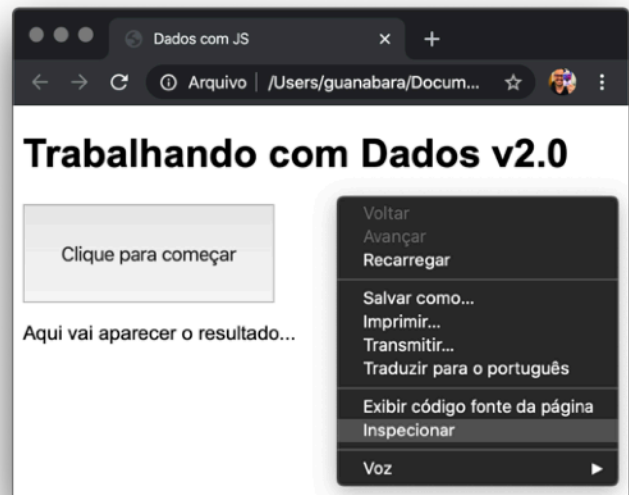 Dados com JS
Arquivo | /Users/guanabara/Docum...
Trabalhando com Dados v2.0
Clique para começar
Aqui vai aparecer o resultado...
Voltar
Avançar
Recarregar
Salvar como...
Imprimir...
Transmitir...
Traduzir para o português
Exibir código fonte da página
Inspecionar
Voz